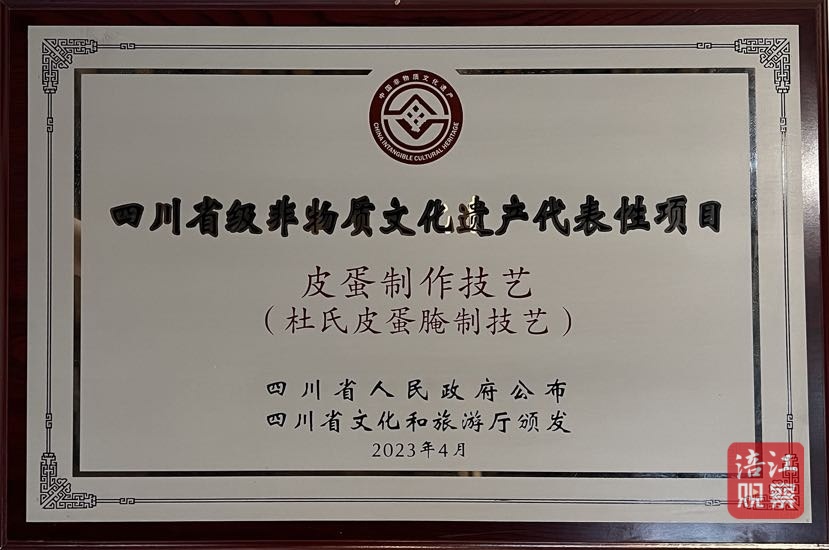 中国非物质文化遗产
CHINA INTANGIBLE CULTURAL HERITAGE
四川省级非物质文化遗产代表性项目
皮蛋制作技艺
（杜氏皮蛋腌制技艺）
四川省人民政府公布
四川省文化和旅游厅颁发
2023年4月
涪江
观察